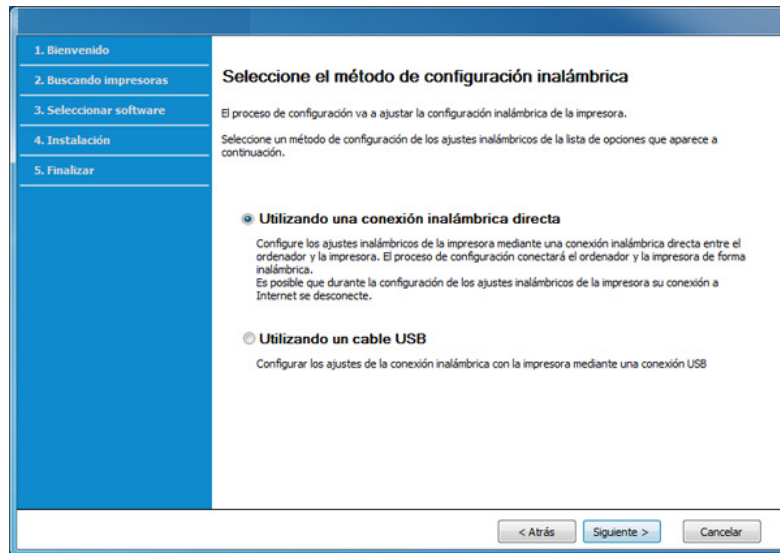 1. Bienvenido
2. Buscando impresoras
3. Seleccionar software
4. Instalación
5. Finalizar
Seleccione el método de configuración inalámbrica
El proceso de configuración va a ajustar la configuración inalámbrica de la impresora.
Seleccione un método de configuración de los ajustes inalámbricos de la lista de opciones que aparece a
continuación.
Utilizando una conexión inalámbrica directa
Configure los ajustes inalámbricos de la impresora mediante una conexión inalámbrica directa entre el
ordenador y la impresora. El proceso de configuración conectará el ordenador y la impresora de forma
inalámbrica.
Es posible que durante la configuración de los ajustes inalámbricos de la impresora su conexión a
Internet se desconecte.
Utilizando un cable USB
Configurar los ajustes de la conexión inalámbrica con la impresora mediante una conexión USB
< Atrás
Siguiente >
Cancelar